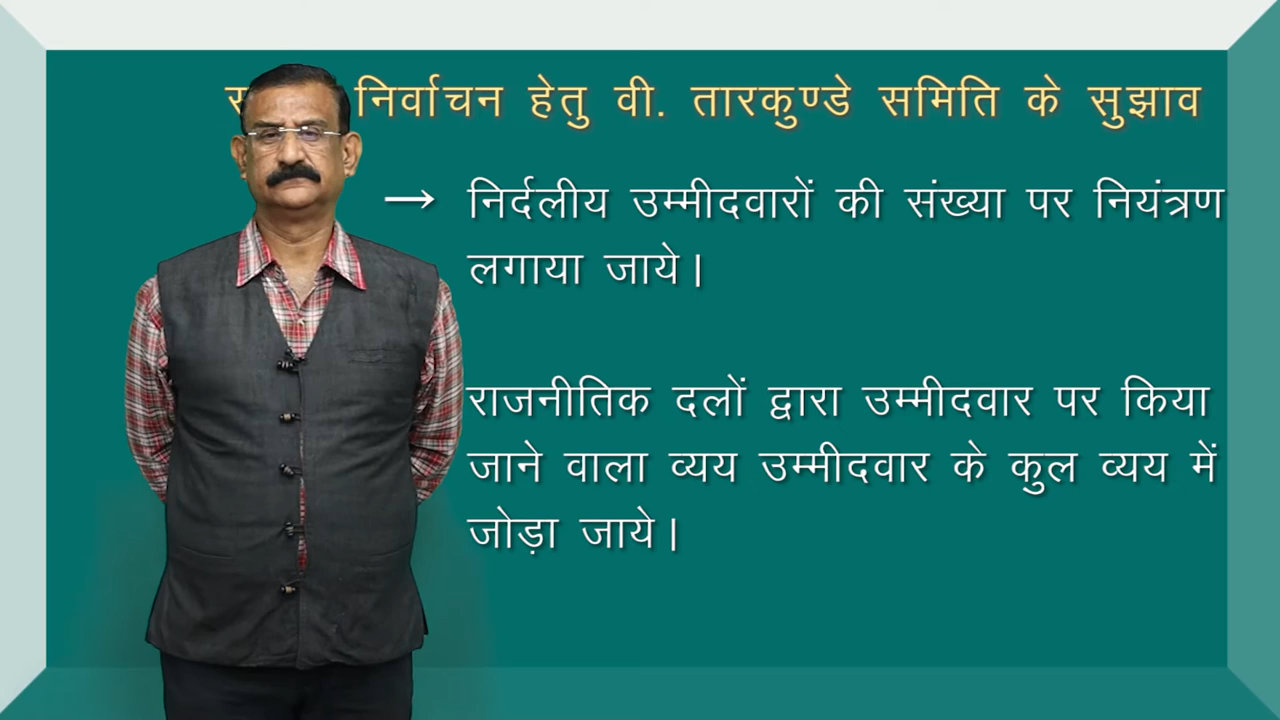 निर्वाचन हेतु वी. तारकुण्डे समिति के सुझाव
→ निर्दलीय उम्मीदवारों की संख्या पर नियंत्रण
लगाया जाये।
राजनीतिक दलों द्वारा उम्मीदवार पर किया
जाने वाला व्यय उम्मीदवार के कुल व्यय में
जोड़ा जाये।